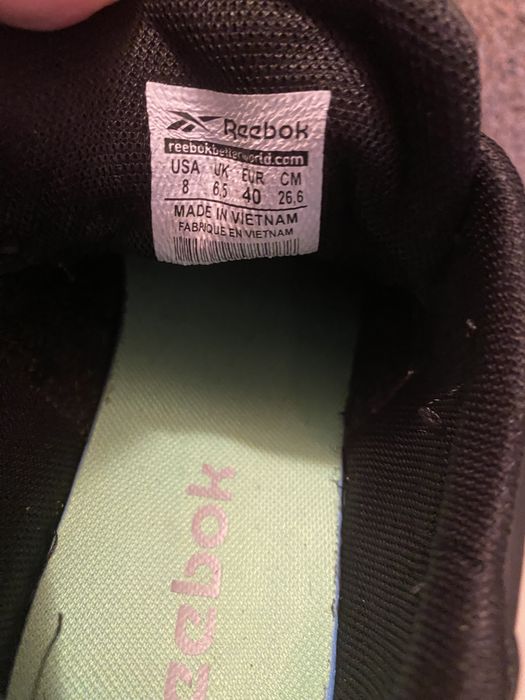 Reebok
reebokbetterworld.com
USA UK EUR CM
8 6,5 40 26,6
MADE IN VIETNAM
FABRIQUE EN VIETNAM
Reebok